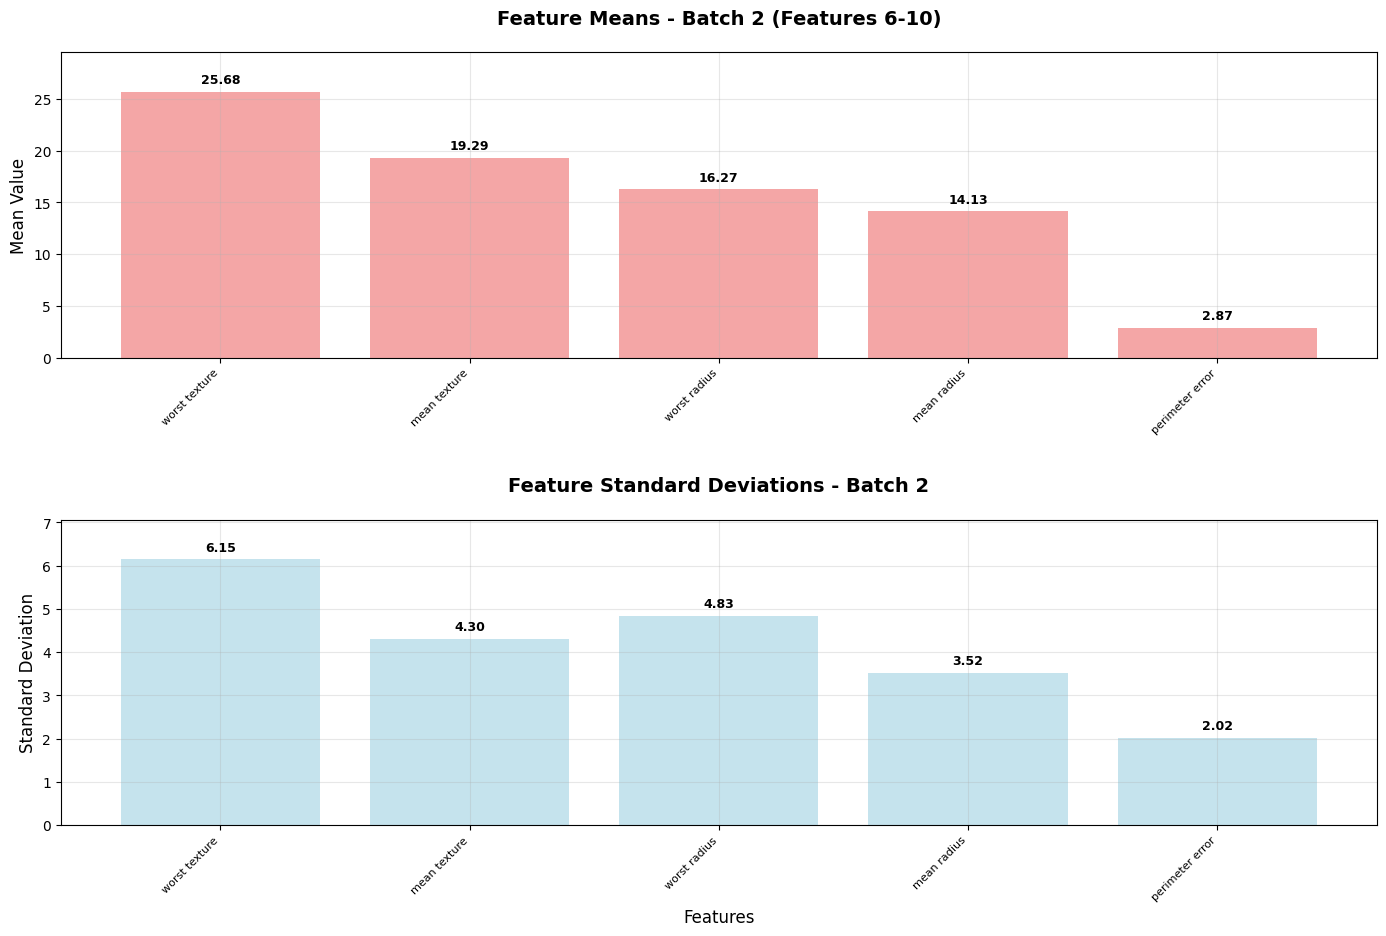 Feature Means - Batch 2 (Features 6-10)
Mean Value
25
20
15
10
5
0
25.68
19.29
16.27
14.13
2.87
worst texture
mean texture
worst radius
mean radius
perimeter error
Feature Standard Deviations - Batch 2
Standard Deviation
7
6
5
4
3
2
1
0
6.15
4.30
4.83
3.52
2.02
worst texture
mean texture
worst radius
mean radius
perimeter error
Features